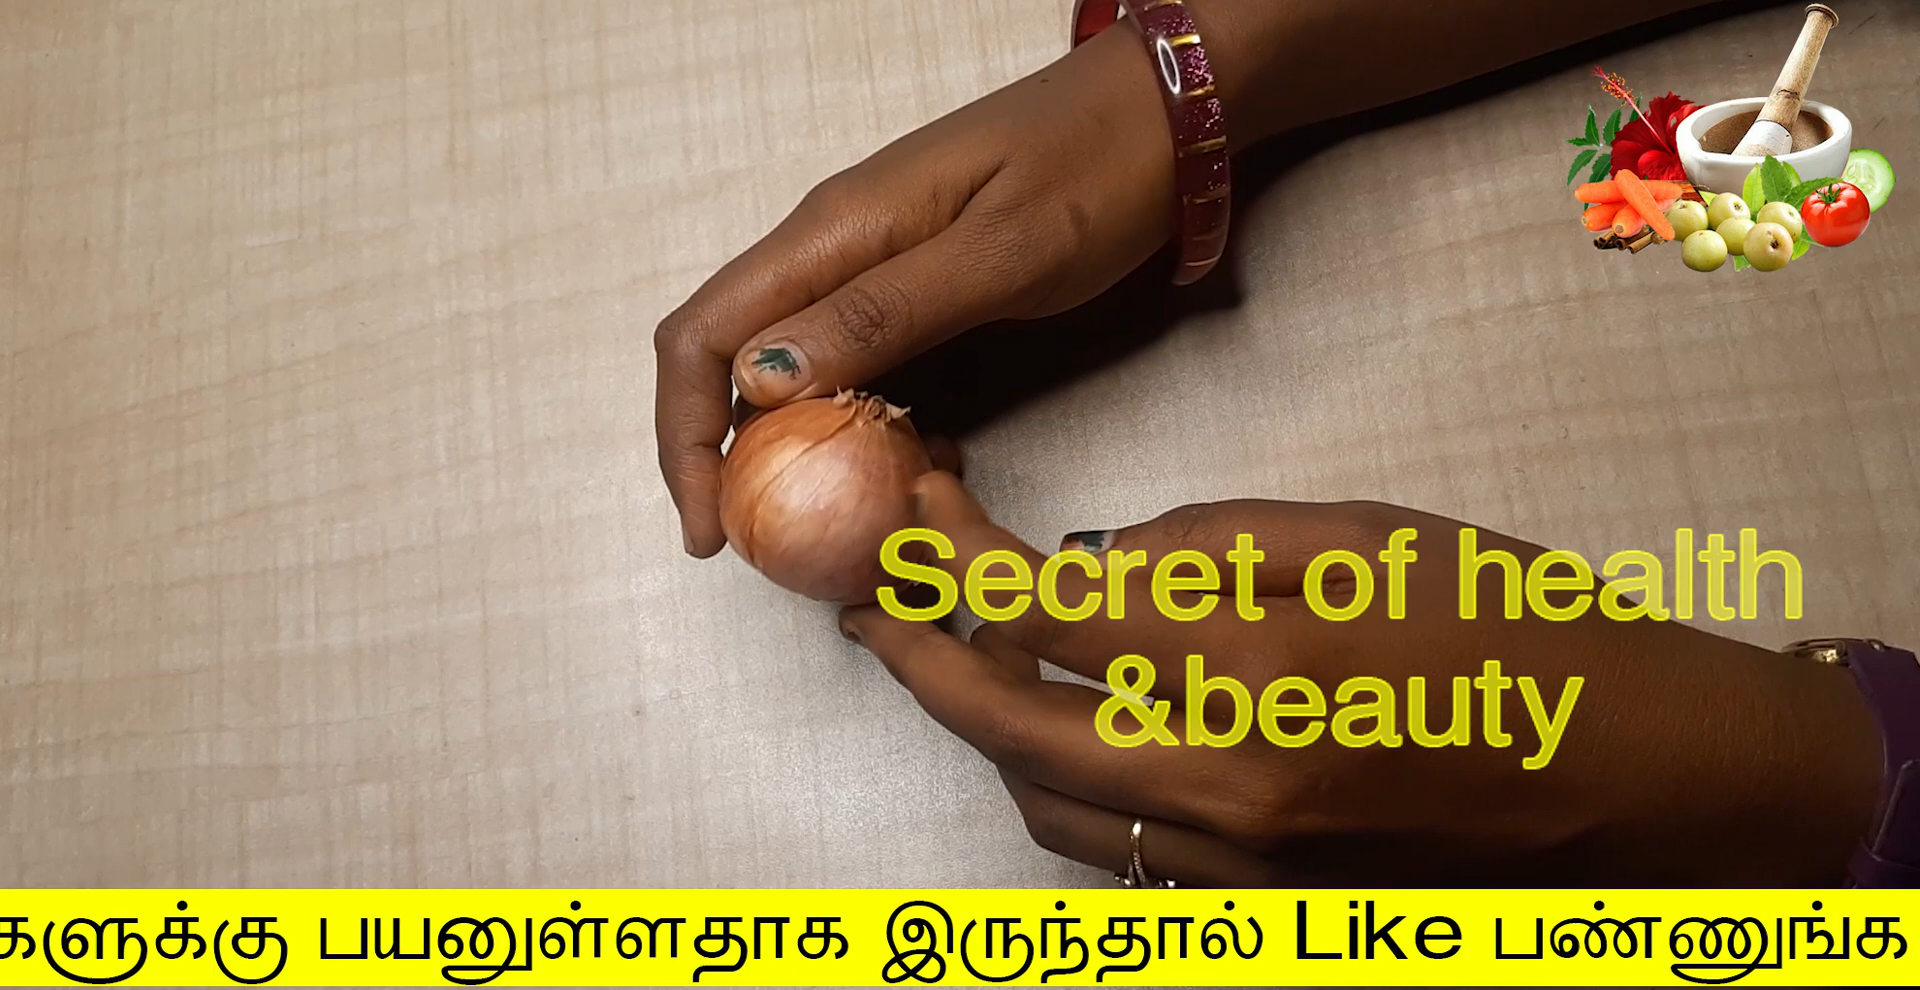 Secret of health
&beauty
களுக்கு பயனுள்ளதாக இருந்தால் Like பண்ணுங்க